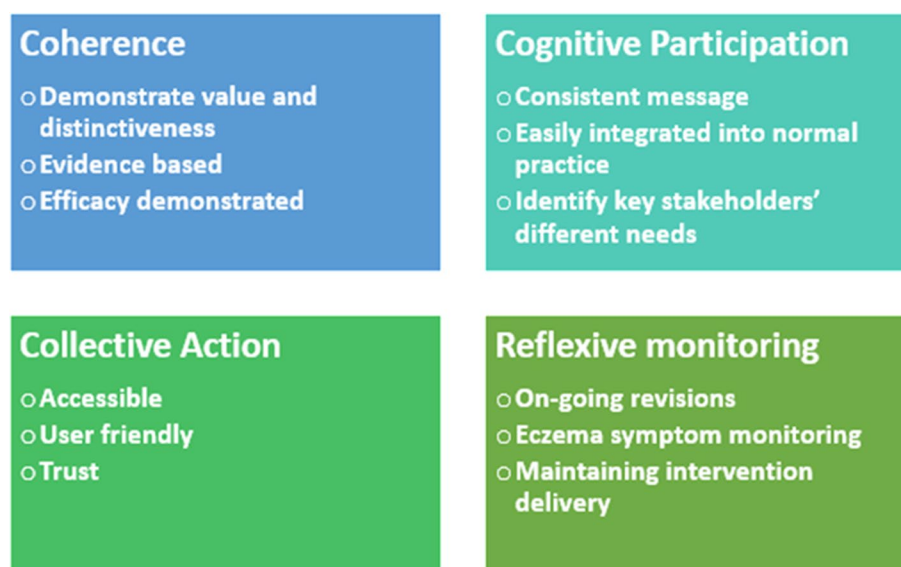 Coherence
○ Demonstrate value and
distinctiveness
○ Evidence based
○ Efficacy demonstrated
Cognitive Participation
○ Consistent message
○ Easily integrated into normal
practice
○ Identify key stakeholders’
different needs
Collective Action
○ Accessible
○ User friendly
○ Trust
Reflexive monitoring
○ On-going revisions
○ Eczema symptom monitoring
○ Maintaining intervention
delivery